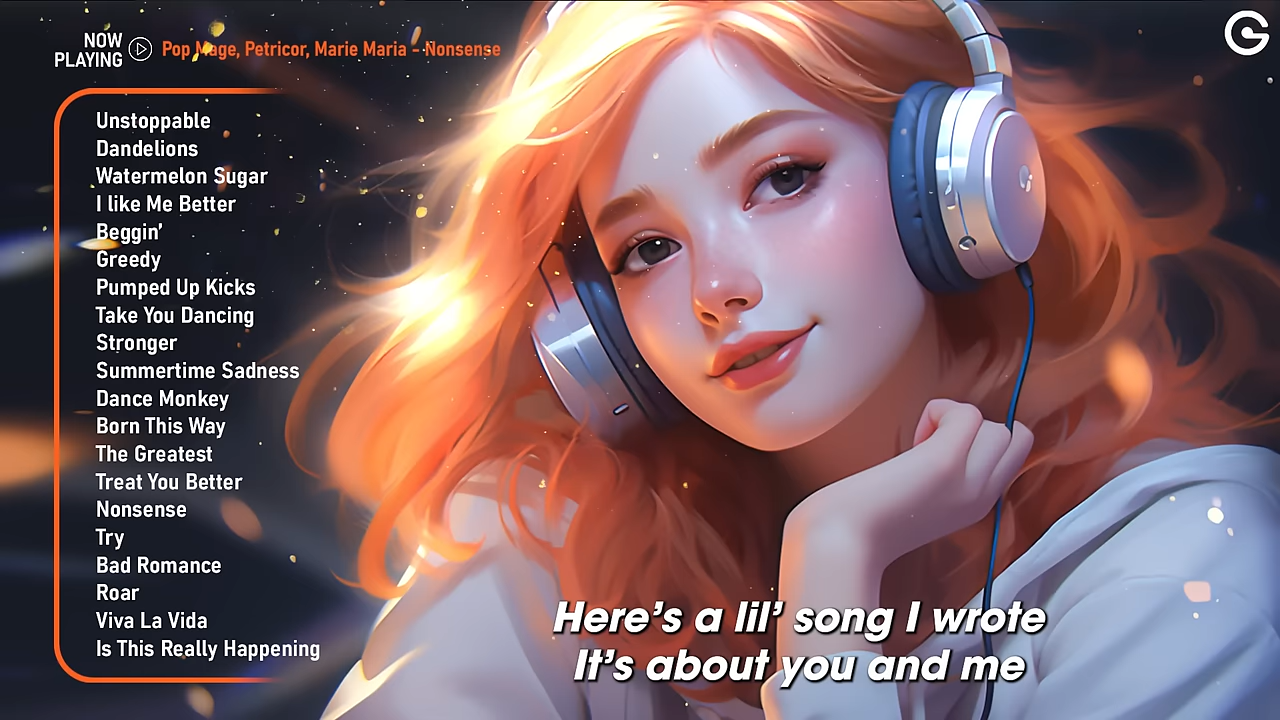 NOW
PLAYING
Pop Mage, Petricor, Marie Maria - Nonsense
Unstoppable
Dandelions
Watermelon Sugar
I like Me Better
Beggin’
Greedy
Pumped Up Kicks
Take You Dancing
Stronger
Summertime Sadness
Dance Monkey
Born This Way
The Greatest
Treat You Better
Nonsense
Try
Bad Romance
Roar
Viva La Vida
Is This Really Happening
Here’s a lil’ song I wrote
It’s about you and me
G